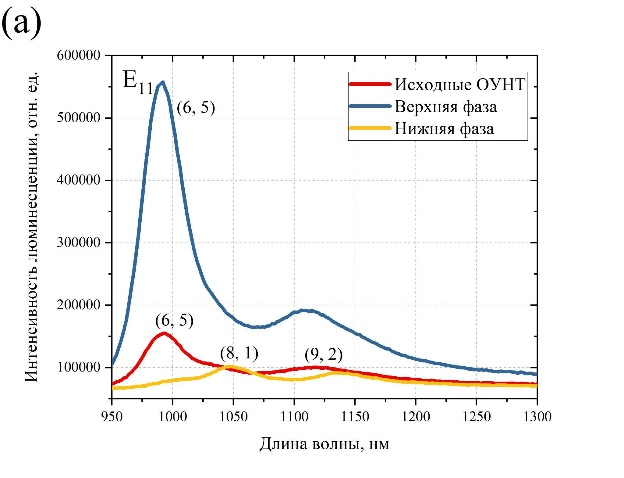 (a)
E11
(6, 5)
Исходные ОУНТ
Верхняя фаза
Нижняя фаза
(6, 5)
(8, 1)
(9, 2)
Интенсивность люминесценции, отн. ед.
600000
500000
400000
300000
200000
100000
950 1000 1050 1100 1150 1200 1250 1300
Длина волны, нм